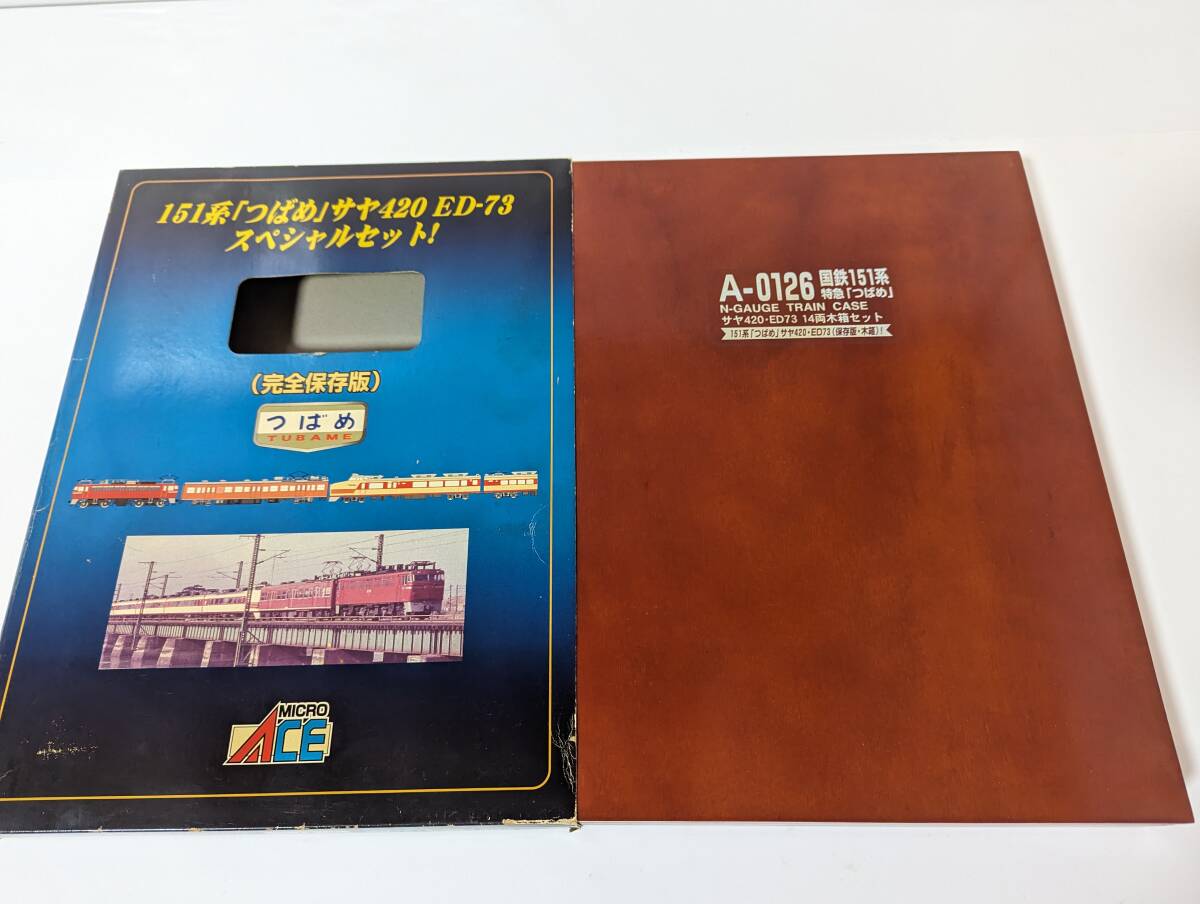 151系「つばめ」サヤ420 ED-73
スペシャルセット!
(完全保存版)
つばめ
TUBAME
MICRO
ACE
A-0126 国鉄151系
特急「つばめ」
N-GAUGE TRAIN CASE
サヤ420・ED73 14両木箱セット
151系「つばめ」サヤ420・ED73(保存版・木箱)!